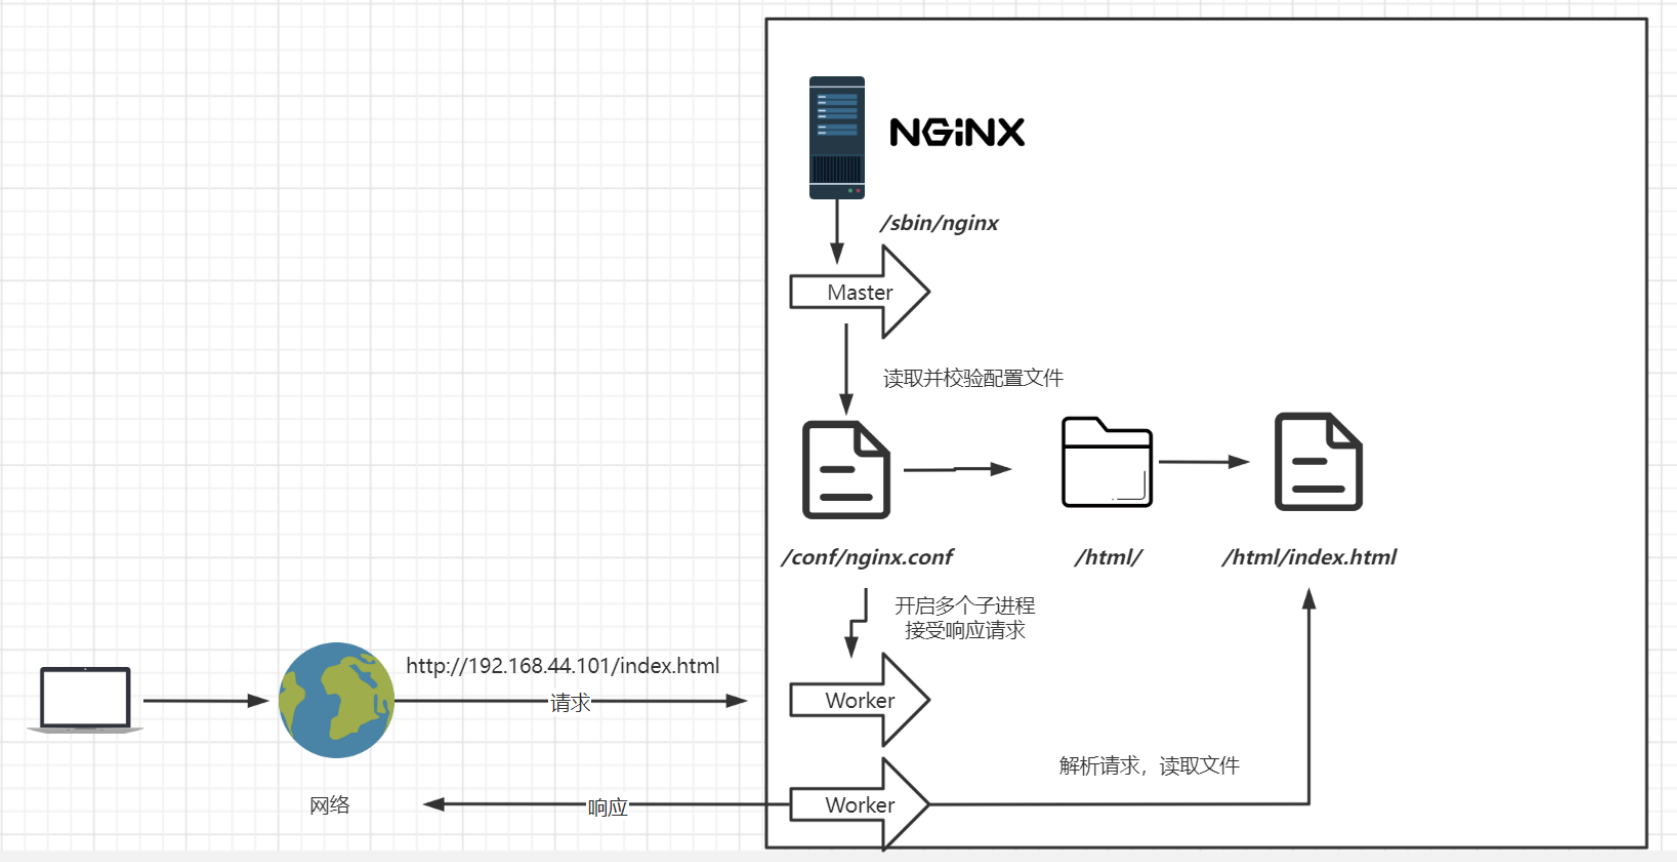 NGINX
/sbin/nginx
Master
读取并校验配置文件
/conf/nginx.conf
/html/
/html/index.html
开启多个子进程
接受响应请求
http://192.168.44.101/index.html
请求
Worker
解析请求，读取文件
网络
响应
Worker